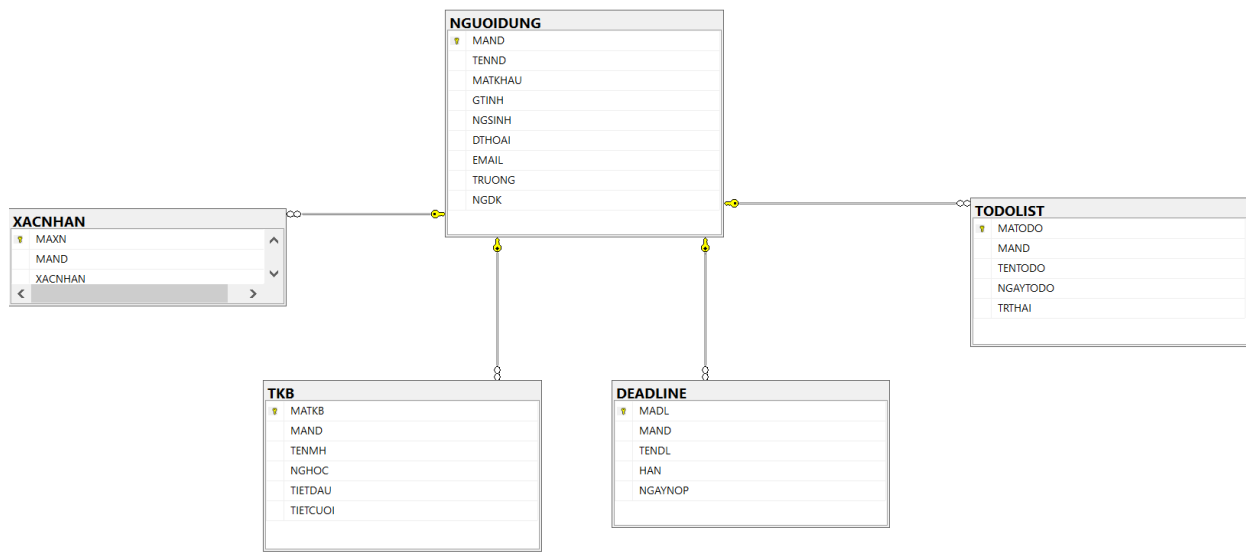 NGUOIDUNG
MAND
TENND
MATKHAU
GTINH
NGSINH
DTHOAI
EMAIL
TRUONG
NGDK
XACNHAN
MAXN
MAND
XACNHAN
TODOLIST
MATODO
MAND
TENTODO
NGAYTODO
TRTHAI
TKB
MATKB
MAND
TENMH
NGHOC
TIETDAU
TIETCUOI
DEADLINE
MADL
MAND
TENDL
HAN
NGAYNOP